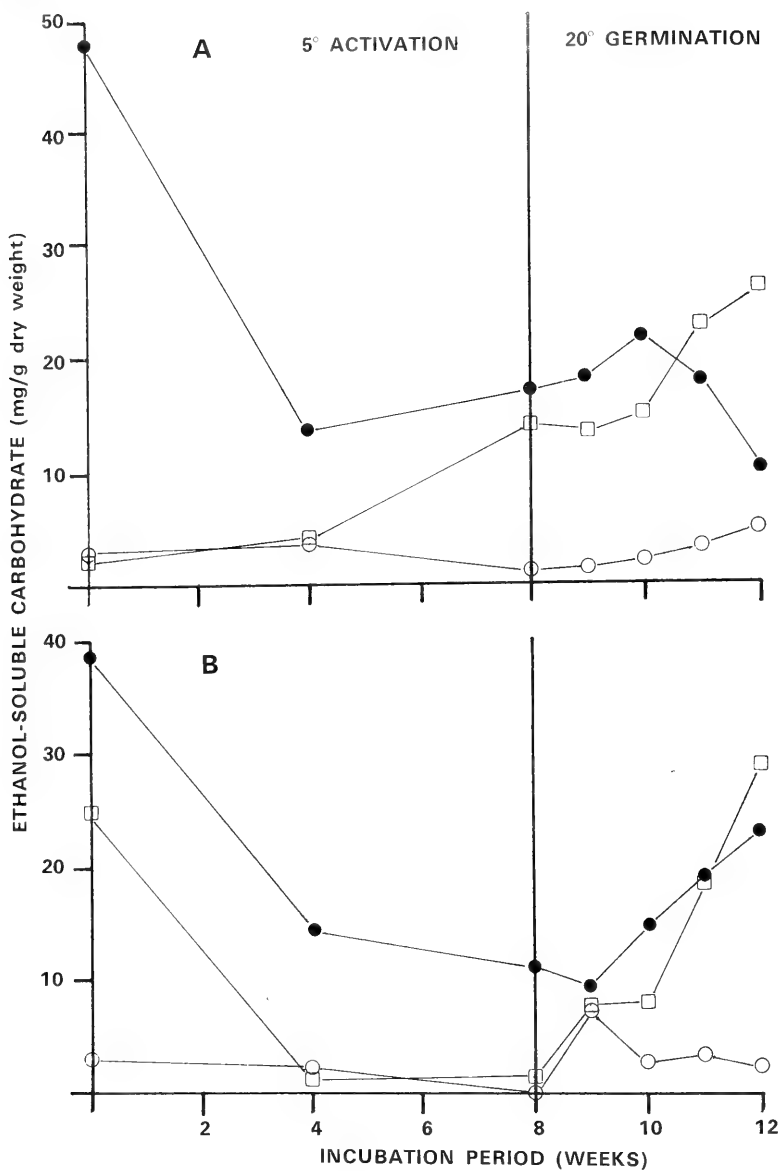 50
A 5° ACTIVATION 20° GERMINATION
40
30
20
10
ETHANOL-SOLUBLE CARBOHYDRATE (mg/g dry weight)
40
B
30
20
10
2 4 6 8 10 12
INCUBATION PERIOD (WEEKS)